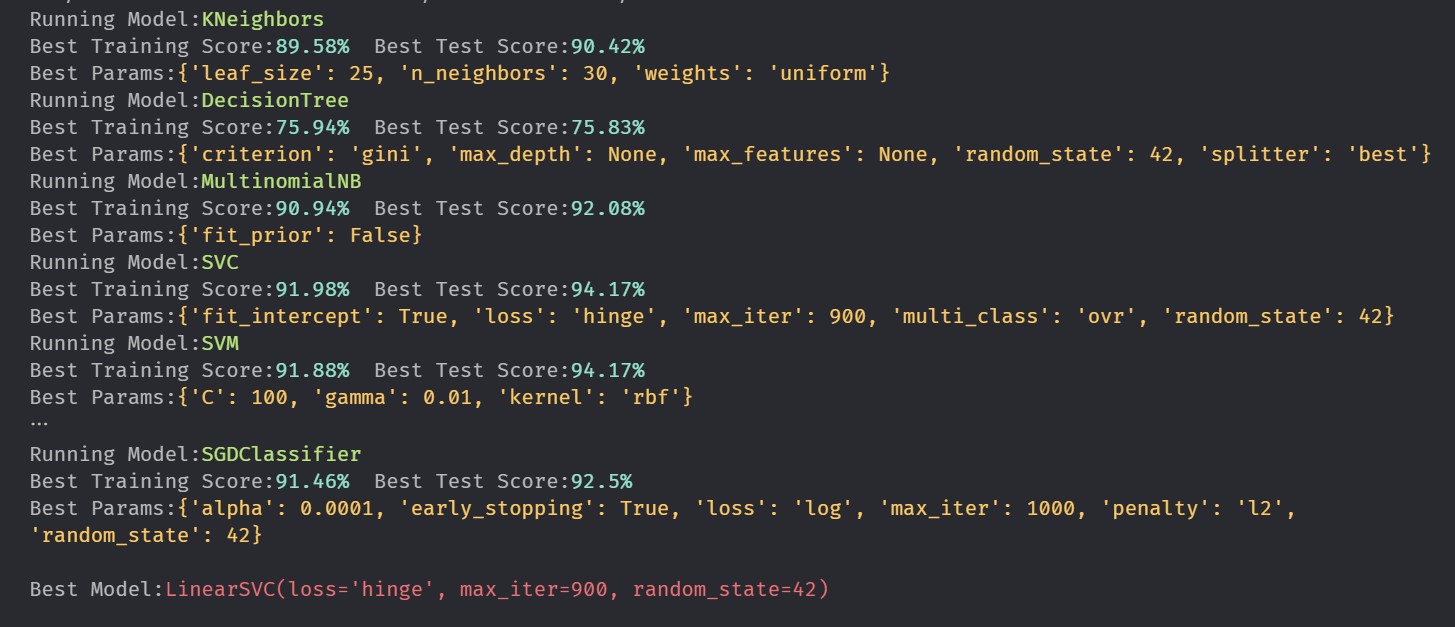 Running Model:KNeighbors
Best Training Score:89.58%  Best Test Score:90.42%
Best Params:{'leaf_size': 25, 'n_neighbors': 30, 'weights': 'uniform'}
Running Model:DecisionTree
Best Training Score:75.94%  Best Test Score:75.83%
Best Params:{'criterion': 'gini', 'max_depth': None, 'max_features': None, 'random_state': 42, 'splitter': 'best'}
Running Model:MultinomialNB
Best Training Score:90.94%  Best Test Score:92.08%
Best Params:{'fit_prior': False}
Running Model:SVC
Best Training Score:91.98%  Best Test Score:94.17%
Best Params:{'fit_intercept': True, 'loss': 'hinge', 'max_iter': 900, 'multi_class': 'ovr', 'random_state': 42}
Running Model:SVM
Best Training Score:91.88%  Best Test Score:94.17%
Best Params:{'C': 100, 'gamma': 0.01, 'kernel': 'rbf'}
...
Running Model:SGDClassifier
Best Training Score:91.46%  Best Test Score:92.5%
Best Params:{'alpha': 0.0001, 'early_stopping': True, 'loss': 'log', 'max_iter': 1000, 'penalty': 'l2',
'random_state': 42}
Best Model:LinearSVC(loss='hinge', max_iter=900, random_state=42)